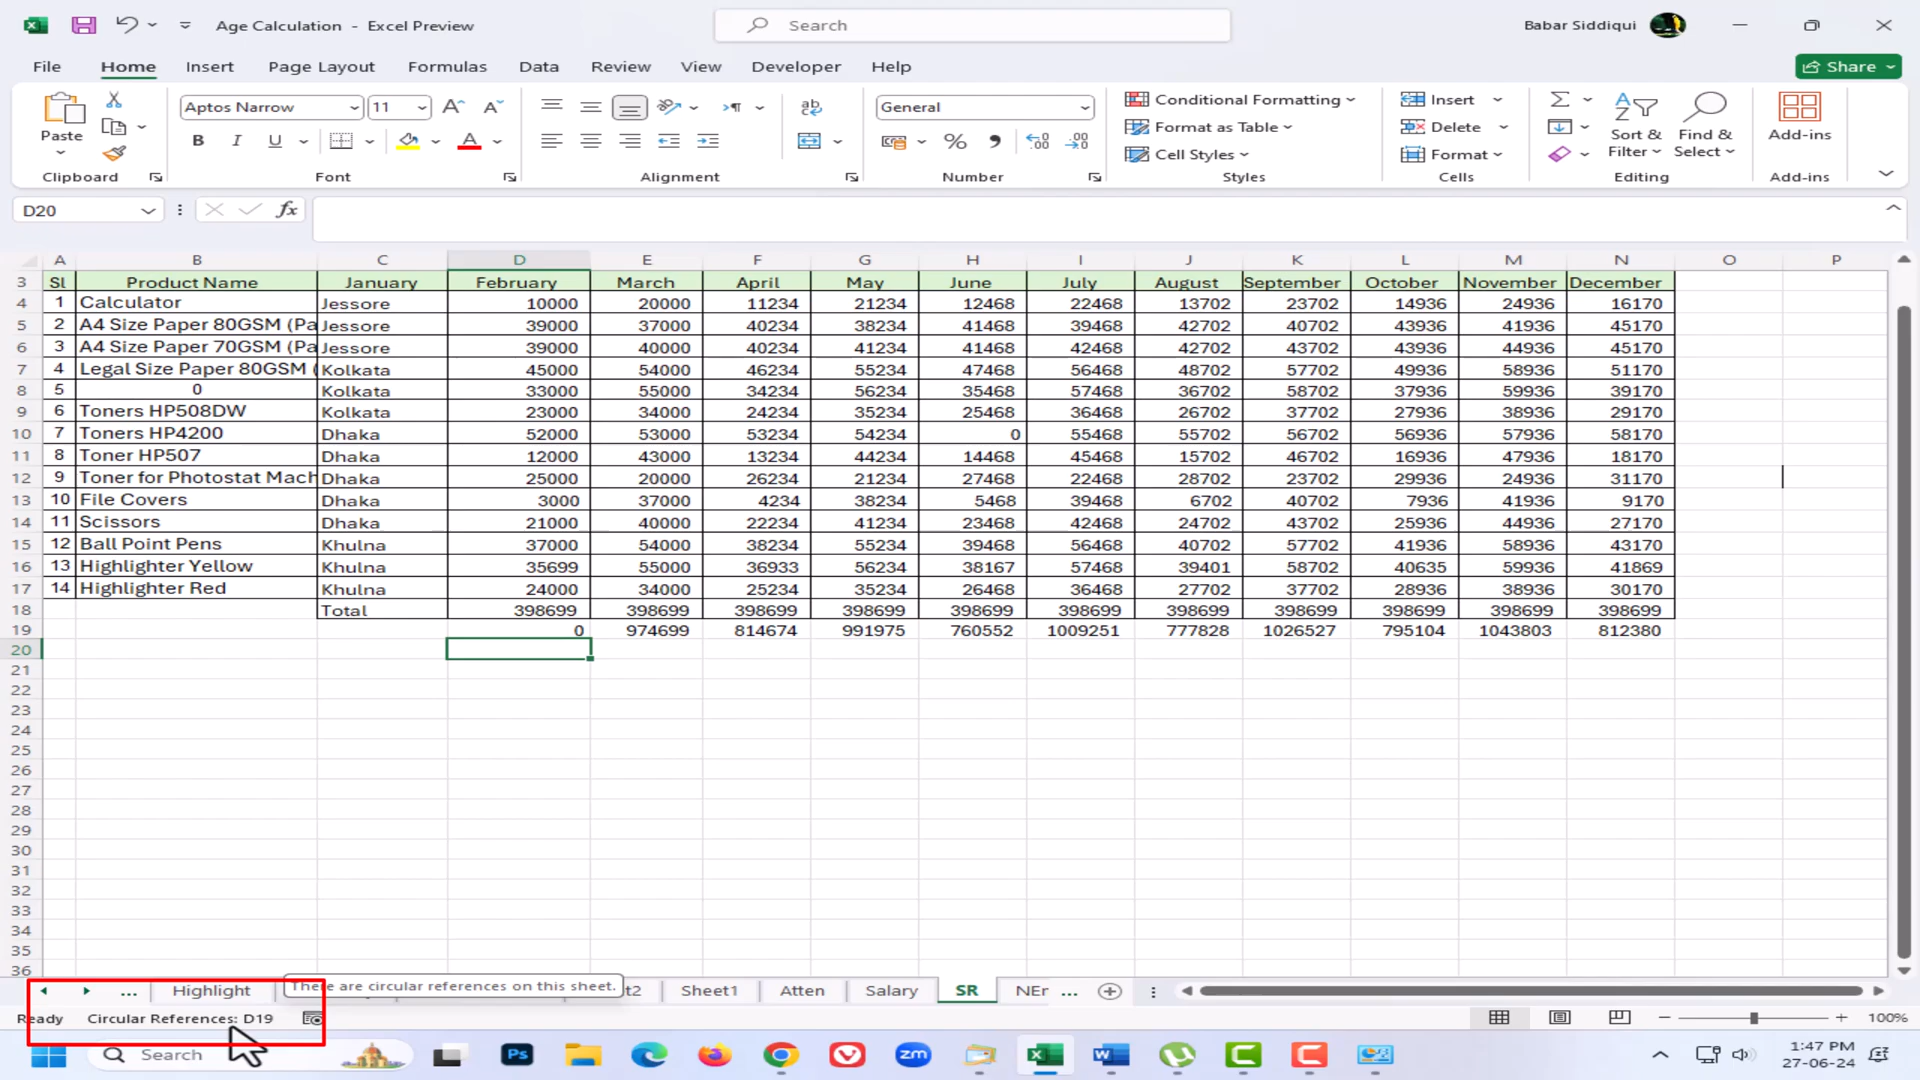 Age Calculation - Excel Preview
Search
Babar Siddiqui
File Home Insert Page Layout Formulas Data Review View Developer Help
Share
Paste
Aptos Narrow 11
General
Conditional Formatting
Format as Table
Cell Styles
Insert
Delete
Format
Sort & Filter
Find & Select
Add-ins
Clipboard Font Alignment Number Styles Cells Editing Add-ins
D20
fx
A B C D E F G H I J K L M N O P
3 Sl Product Name January February March April May June July August September October November December
4 1 Calculator Jessore 10000 20000 11234 21234 12468 22468 13702 23702 14936 24936 16170
5 2 A4 Size Paper 80GSM (Pa Jessore 39000 37000 40234 38234 41468 39468 42702 40702 43936 41936 45170
6 3 A4 Size Paper 70GSM (Pa Jessore 39000 40000 40234 41234 41468 42468 42702 43702 43936 44936 45170
7 4 Legal Size Paper 80GSM ( Kolkata 45000 54000 46234 55234 47468 56468 48702 57702 49936 58936 51170
8 5 0 Kolkata 33000 55000 34234 56234 35468 57468 36702 58702 37936 59936 39170
9 6 Toners HP508DW Kolkata 23000 34000 24234 35234 25468 36468 26702 37702 27936 38936 29170
10 7 Toners HP4200 Dhaka 52000 53000 53234 54234 0 55468 55702 56702 56936 57936 58170
11 8 Toner HP507 Dhaka 12000 43000 13234 44234 14468 45468 15702 46702 16936 47936 18170
12 9 Toner for Photostat Mach Dhaka 25000 20000 26234 21234 27468 22468 28702 23702 29936 24936 31170
13 10 File Covers Dhaka 3000 37000 4234 38234 5468 39468 6702 40702 7936 41936 9170
14 11 Scissors Dhaka 21000 40000 22234 41234 23468 42468 24702 43702 25936 44936 27170
15 12 Ball Point Pens Khulna 37000 54000 38234 55234 39468 56468 40702 57702 41936 58936 43170
16 13 Highlighter Yellow Khulna 35699 55000 36933 56234 38167 57468 39401 58702 40635 59936 41869
17 14 Highlighter Red Khulna 24000 34000 25234 35234 26468 36468 27702 37702 28936 38936 30170
18 Total 398699 398699 398699 398699 398699 398699 398699 398699 398699 398699 398699
19 0 974699 814674 991975 760552 1009251 777828 1026527 795104 1043803 812380
20
21
22
23
24
25
26
27
28
29
30
31
32
33
34
35
36
There are circular references on this sheet.
... Highlight t2 Sheet1 Atten Salary SR NEr ...
Ready Circular References: D19
100%
Search
Ps
zm
1:47 PM
27-06-24